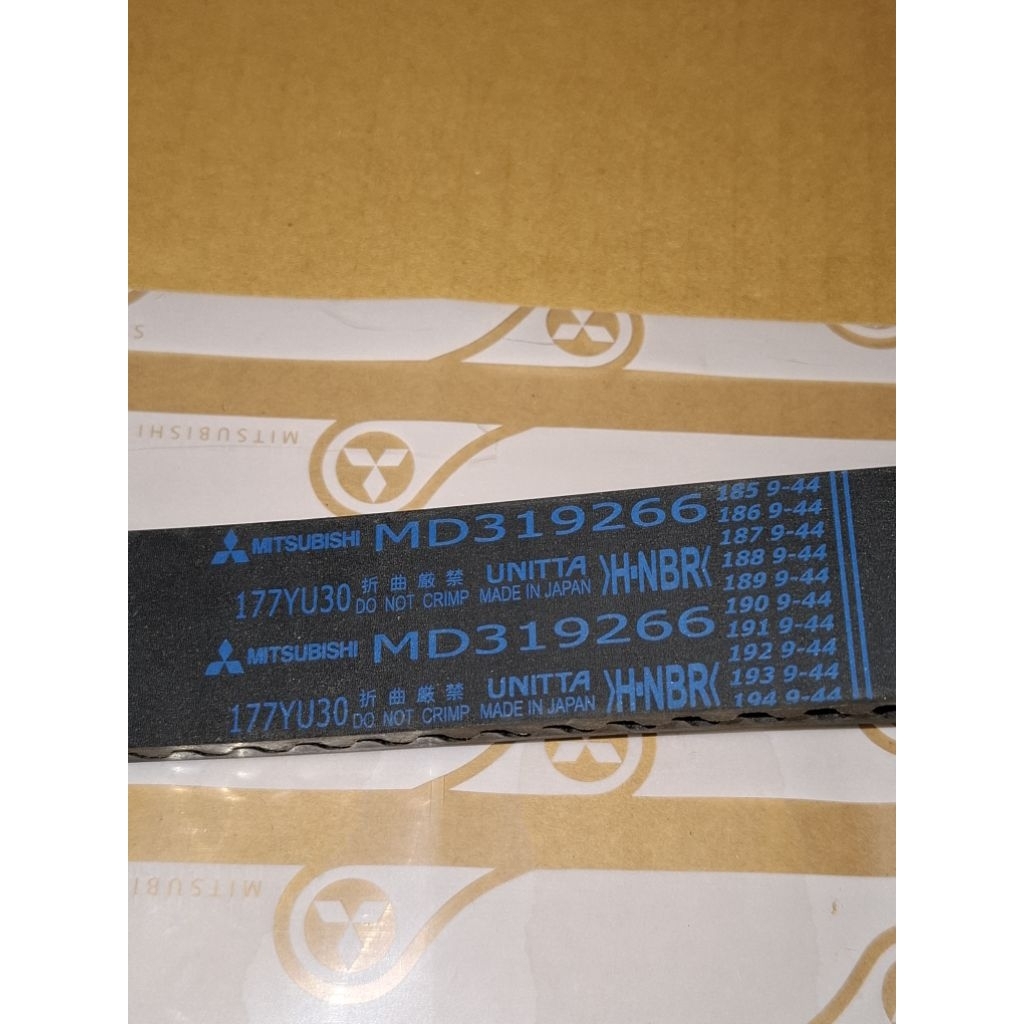 MITSUBISHI
MITSUBISHI MD319266
177YU30 折曲厳禁 DO NOT CRIMP UNITTA MADE IN JAPAN >H-NBR<
MITSUBISHI MD319266
177YU30 折曲厳禁 DO NOT CRIMP UNITTA MADE IN JAPAN >H-NBR<
185 9-44
186 9-44
187 9-44
188 9-44
189 9-44
190 9-44
191 9-44
192 9-44
193 9-44
194 9-44
MITSUBISHI